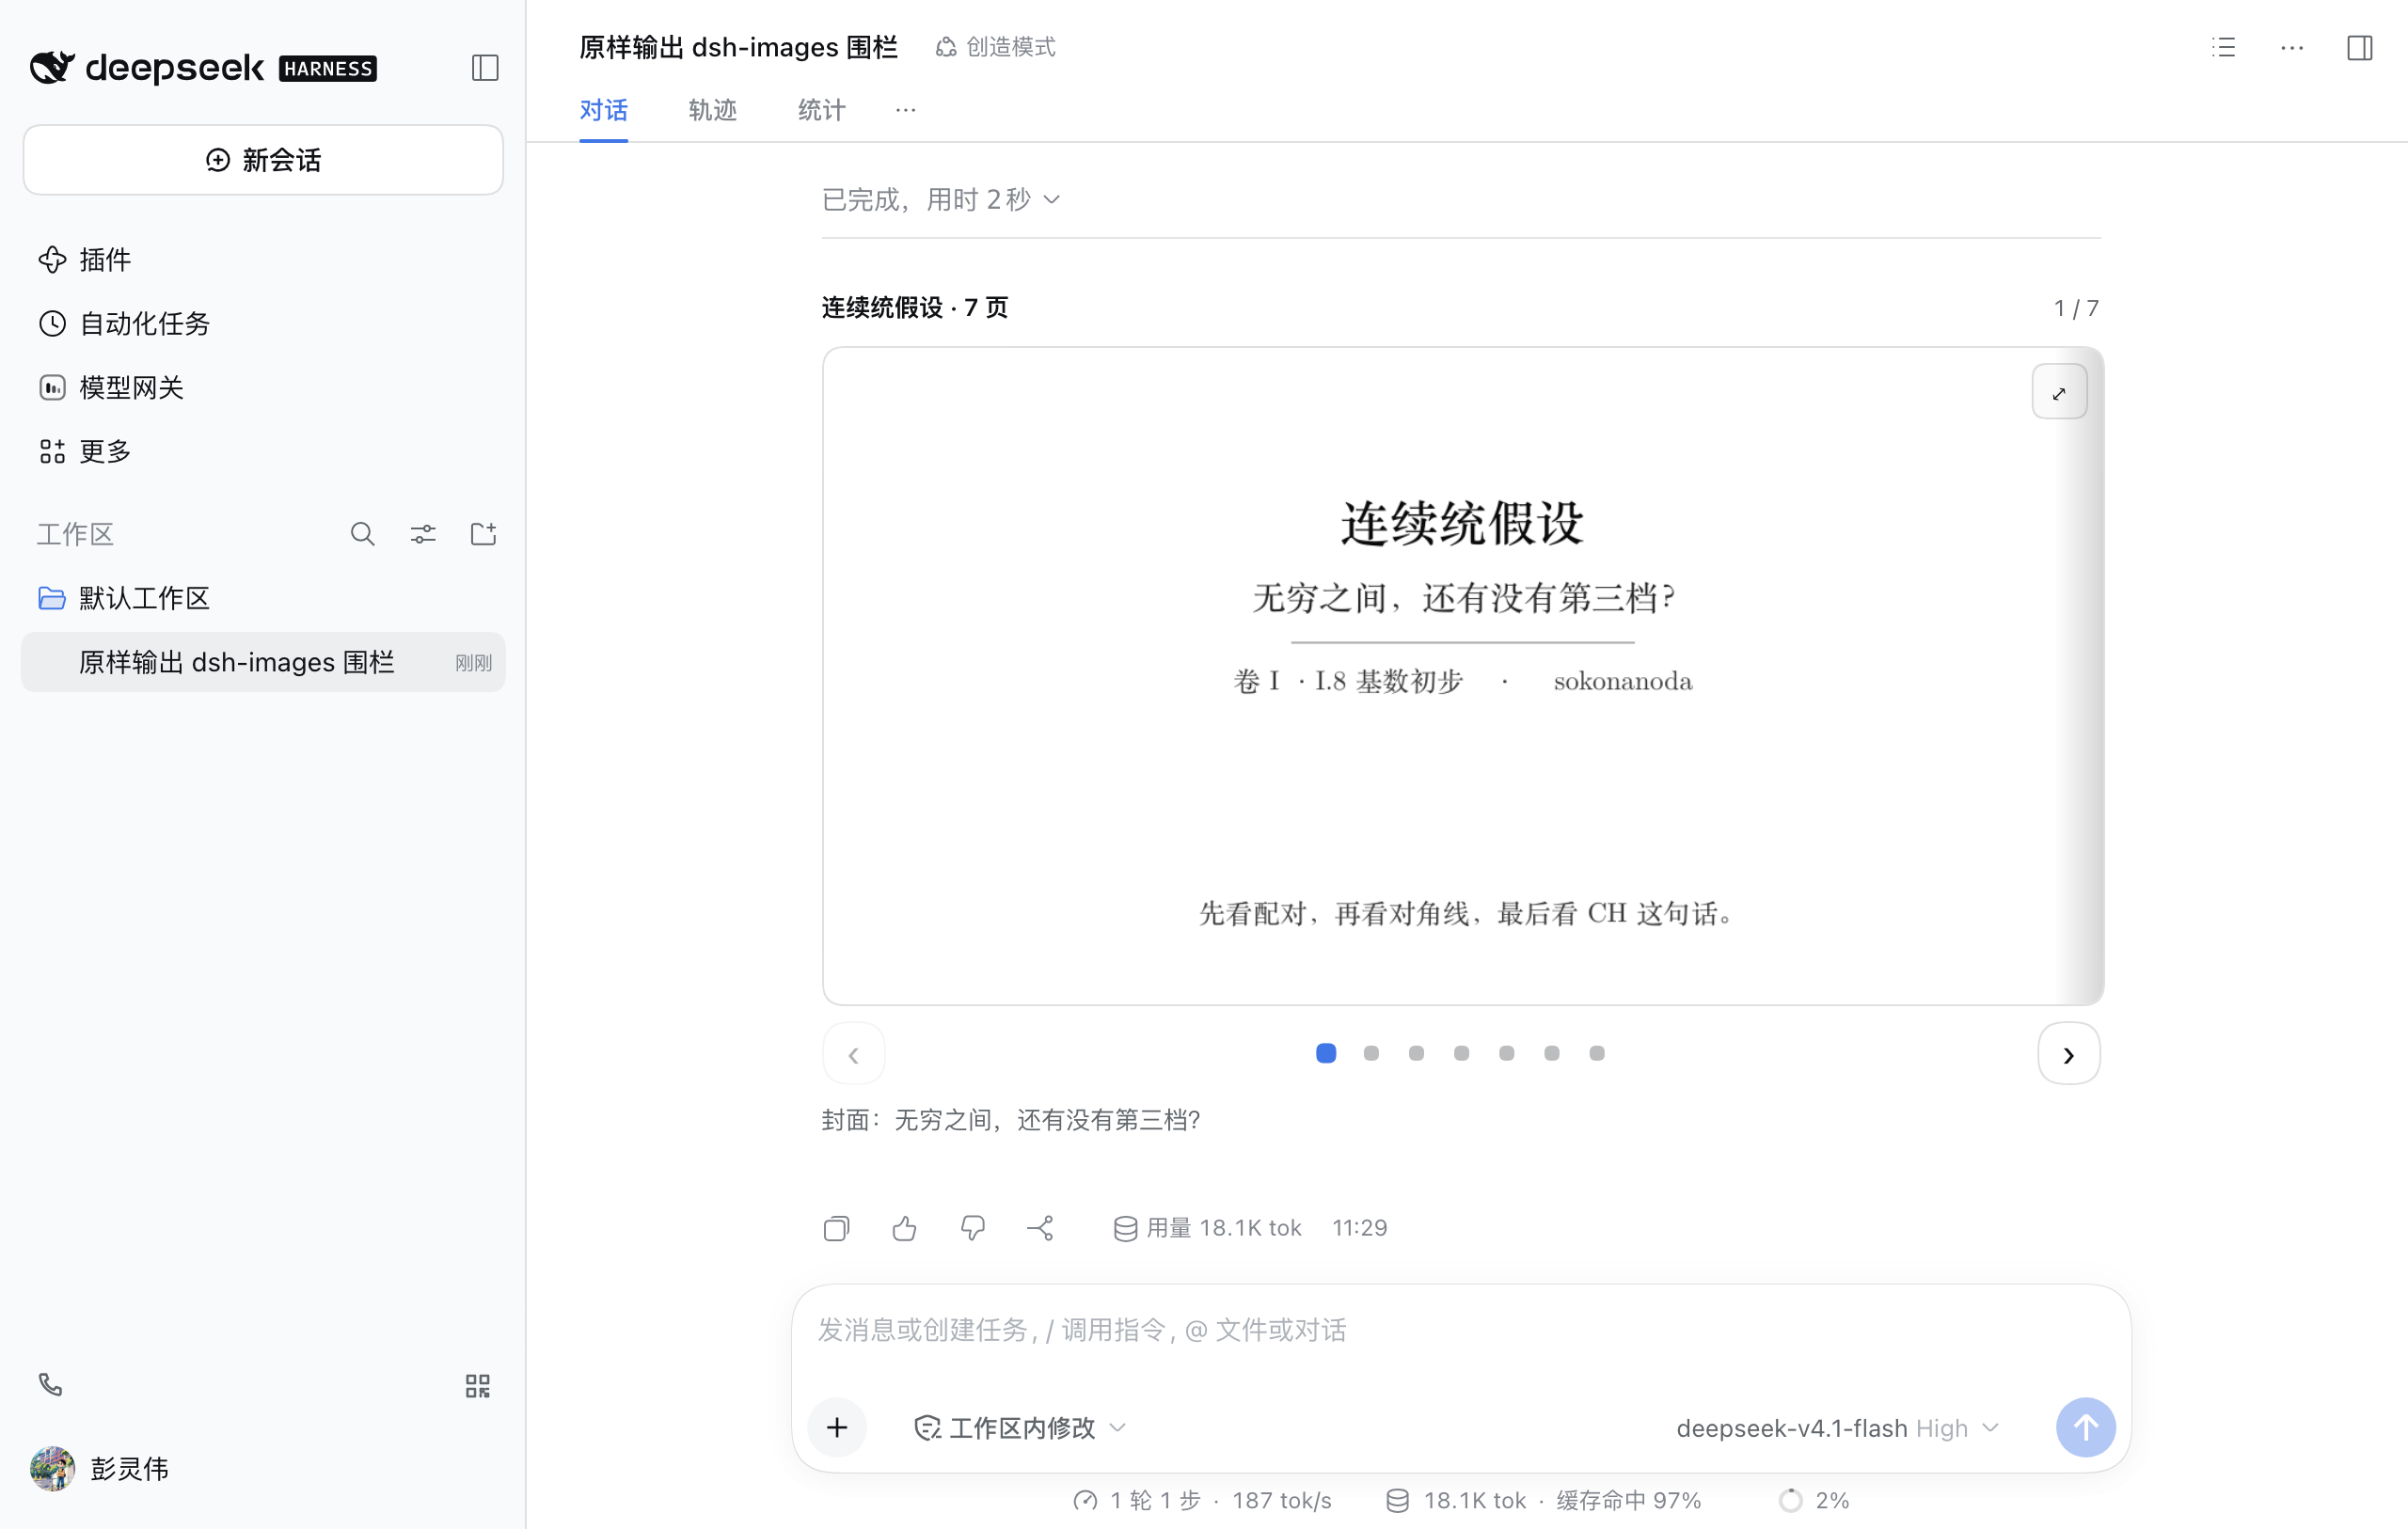 deepseek HARNESS
新会话
插件
自动化任务
模型网关
更多
工作区
默认工作区
原样输出 dsh-images 围栏 刚刚
彭灵伟
原样输出 dsh-images 围栏 创造模式
对话 轨迹 统计 ···
已完成，用时 2 秒
连续统假设 · 7 页 1 / 7
连续统假设
无穷之间，还有没有第三档？
卷 I · I.8 基数初步 · sokonanoda
先看配对，再看对角线，最后看 CH 这句话。
封面：无穷之间，还有没有第三档？
用量 18.1K tok 11:29
发消息或创建任务, / 调用指令, @ 文件或对话
工作区内修改 deepseek-v4.1-flash High
1 轮 1 步 · 187 tok/s 18.1K tok · 缓存命中 97% 2%